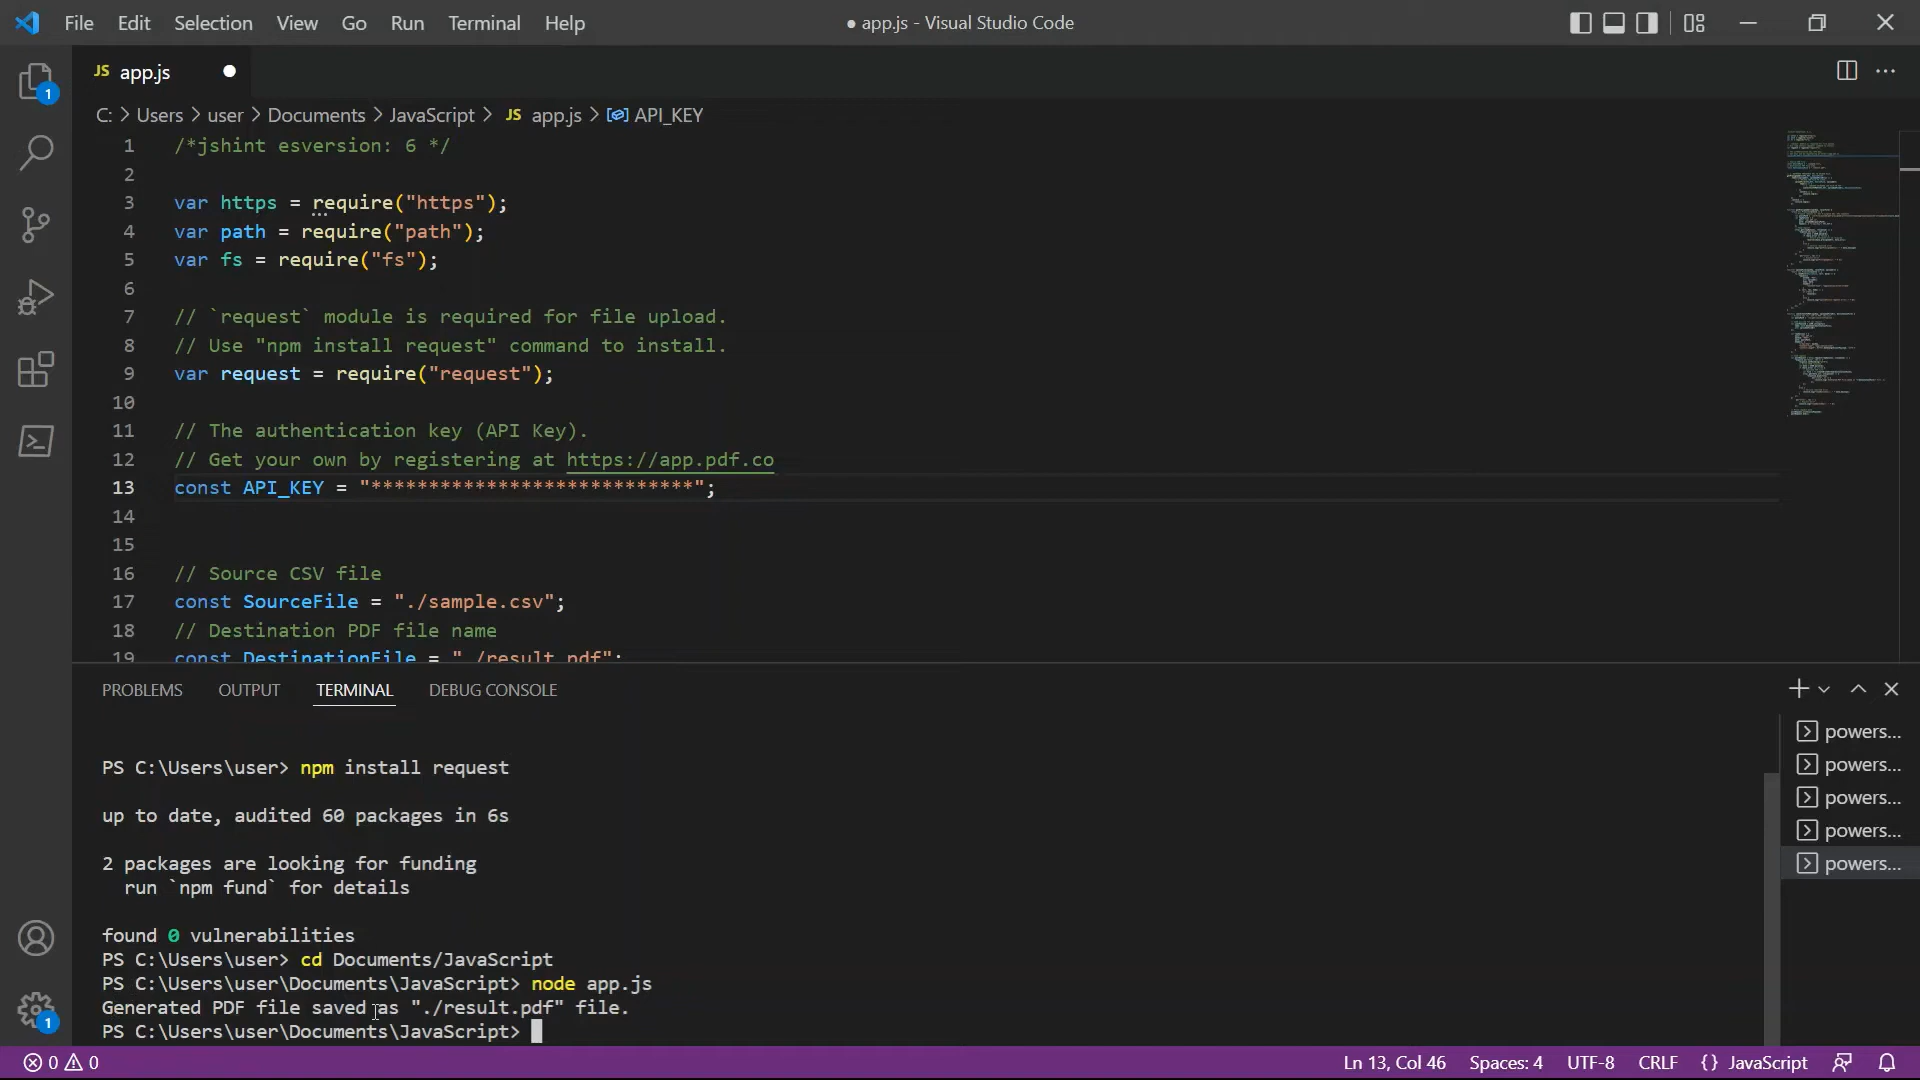 File Edit Selection View Go Run Terminal Help ● app.js - Visual Studio Code
JS app.js
C: > Users > user > Documents > JavaScript > JS app.js > API_KEY
1 /*jshint esversion: 6 */
2
3 var https = require("https");
4 var path = require("path");
5 var fs = require("fs");
6
7 // `request` module is required for file upload.
8 // Use "npm install request" command to install.
9 var request = require("request");
10
11 // The authentication key (API Key).
12 // Get your own by registering at https://app.pdf.co
13 const API_KEY = "****************************";
14
15
16 // Source CSV file
17 const SourceFile = "./sample.csv";
18 // Destination PDF file name
19 const DestinationFile = "./result.pdf";
PROBLEMS OUTPUT TERMINAL DEBUG CONSOLE
PS C:\Users\user> npm install request
up to date, audited 60 packages in 6s
2 packages are looking for funding
run `npm fund` for details
found 0 vulnerabilities
PS C:\Users\user> cd Documents/JavaScript
PS C:\Users\user\Documents\JavaScript> node app.js
Generated PDF file saved as "./result.pdf" file.
PS C:\Users\user\Documents\JavaScript>
powers...
powers...
powers...
powers...
powers...
1
1
0 0 Ln 13, Col 46 Spaces: 4 UTF-8 CRLF {} JavaScript